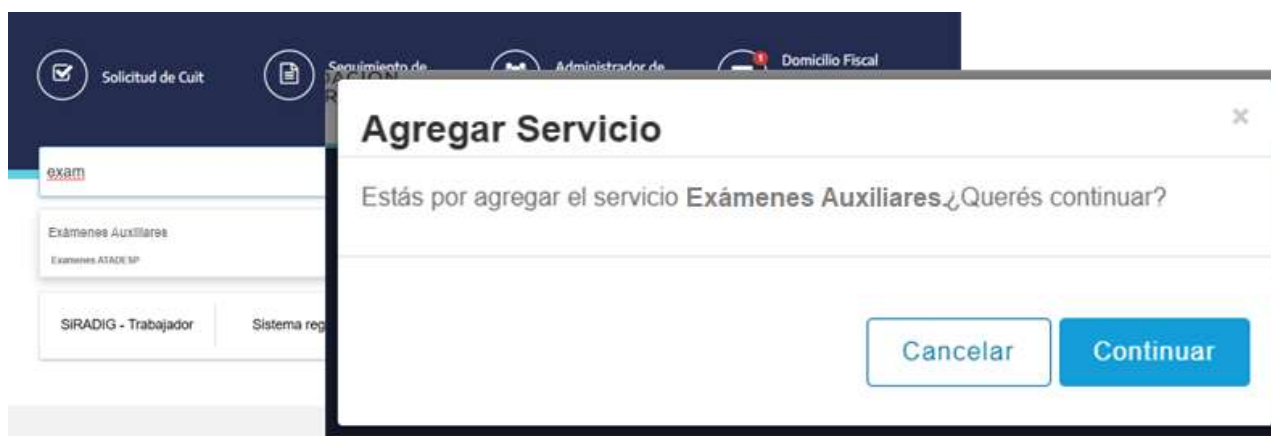 Solicitud de Cuit
Seguimiento de
Administrador de
1
Domicilio Fiscal
exam
Exámenes Auxiliares
Examenes ATADESP
SiRADIG - Trabajador
Sistema reg
Agregar Servicio
×
Estás por agregar el servicio Exámenes Auxiliares.¿Querés continuar?
Cancelar
Continuar